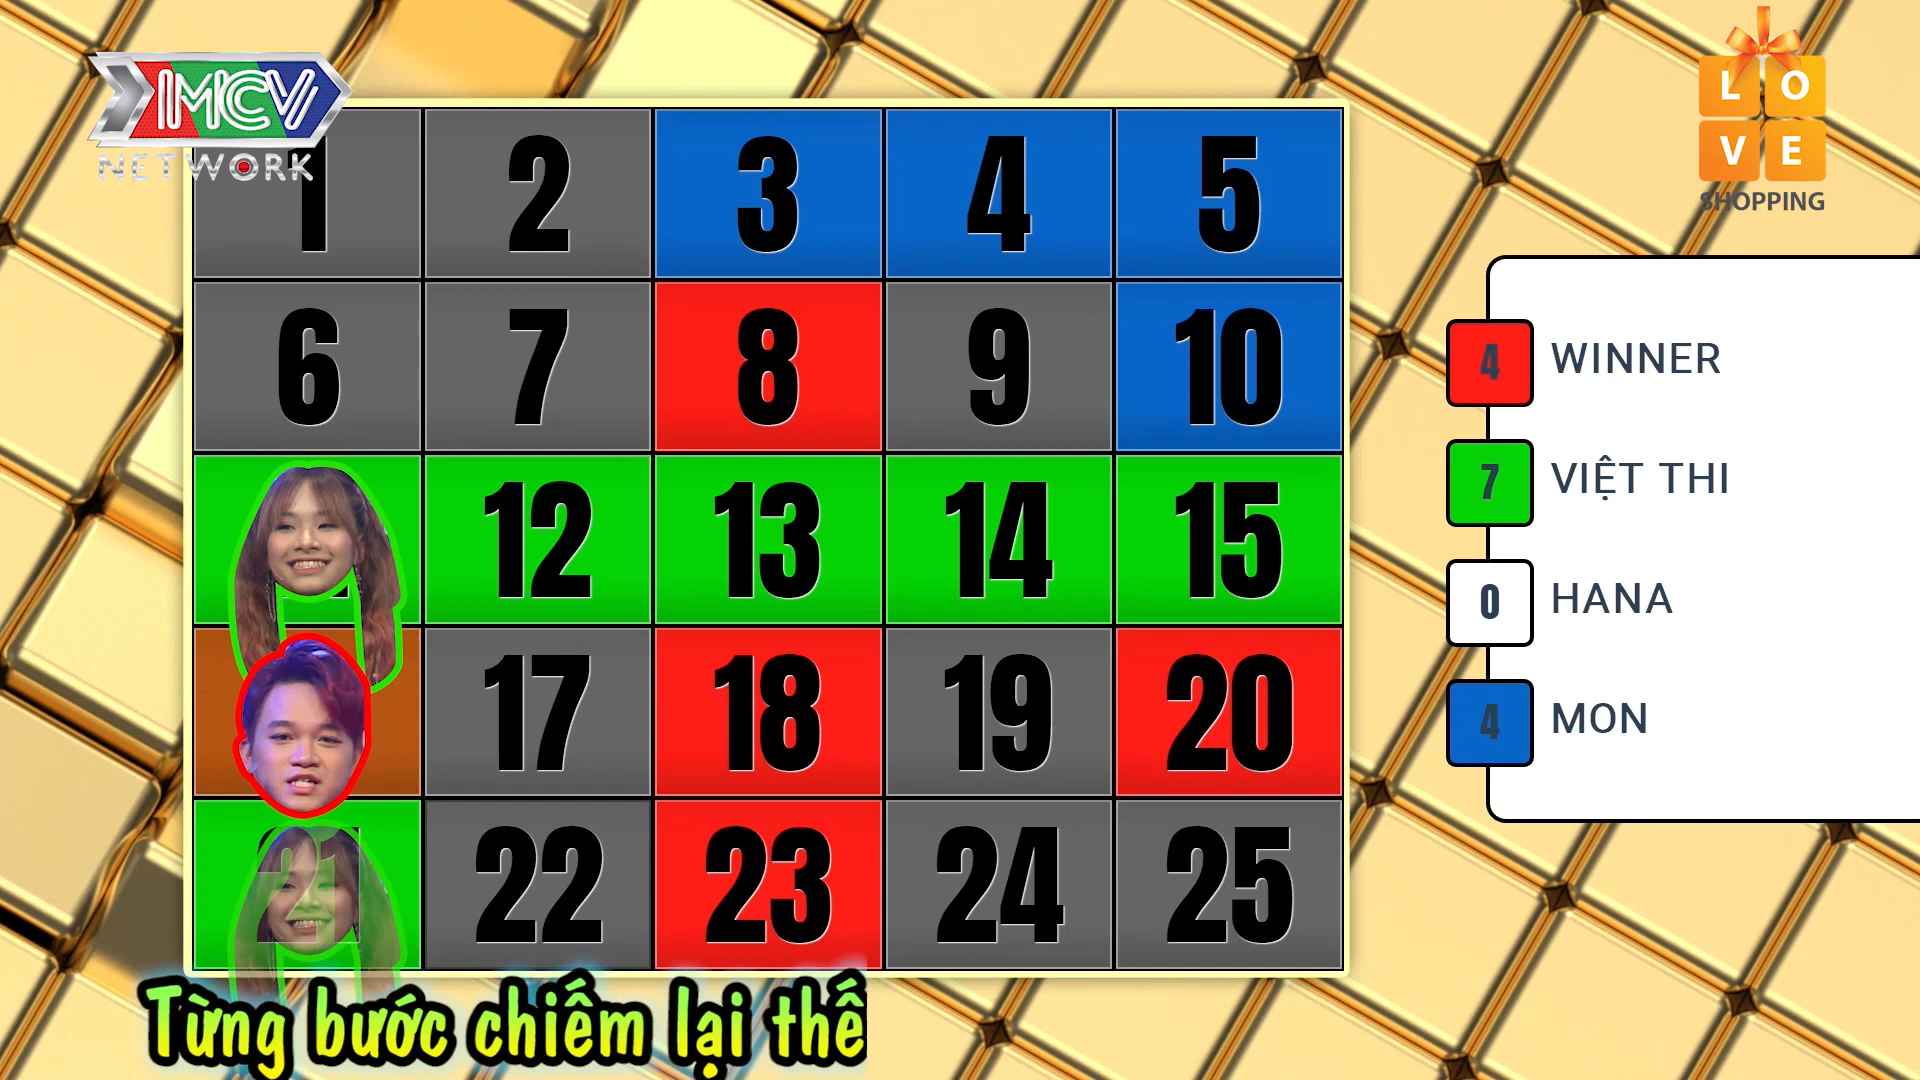 MCV
NETWORK
L O
V E
SHOPPING
1 2 3 4 5
6 7 8 9 10
12 13 14 15
17 18 19 20
21 22 23 24 25
4 WINNER
7 VIỆT THI
0 HANA
4 MON
Từng bước chiếm lại thế